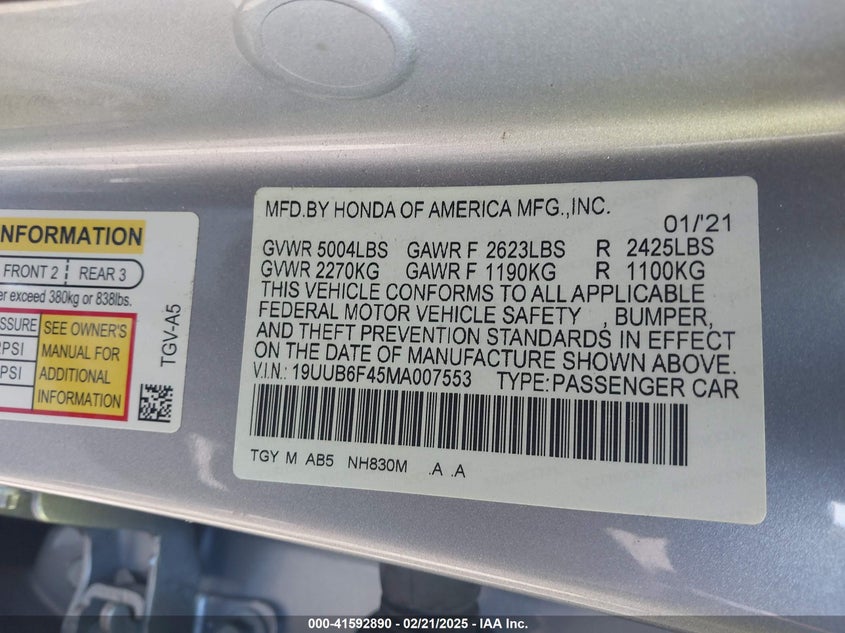 INFORMATION
FRONT 2 REAR 3
exceed 380kg or 838lbs.
SEE OWNER'S
MANUAL FOR
ADDITIONAL
INFORMATION
PSI
PSI
TGV-A5
MFD.BY HONDA OF AMERICA MFG.,INC.
01/'21
GVWR 5004LBS GAWR F 2623LBS R 2425LBS
GVWR 2270KG GAWR F 1190KG R 1100KG
THIS VEHICLE CONFORMS TO ALL APPLICABLE
FEDERAL MOTOR VEHICLE SAFETY , BUMPER,
AND THEFT PREVENTION STANDARDS IN EFFECT
ON THE DATE OF MANUFACTURE SHOWN ABOVE.
V.I.N.: 19UUB6F45MA007553 TYPE:PASSENGER CAR
TGY M AB5 NH830M .A .A
000-41592890 - 02/21/2025 - IAA Inc.